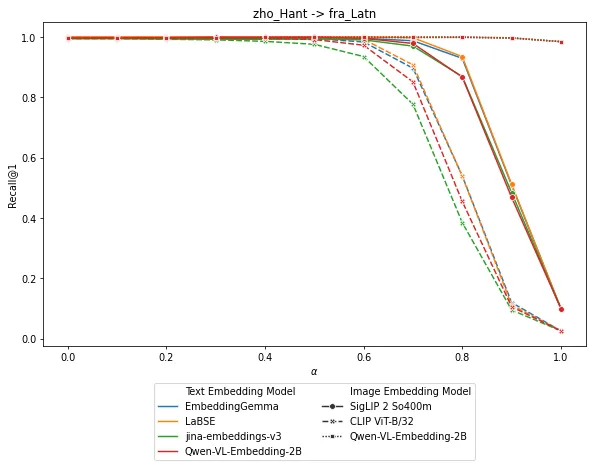 zho_Hant -> fra_Latn
1.0
0.8
0.6
0.4
0.2
0.0
Recall@1
0.0 0.2 0.4 0.6 0.8 1.0
α
Text Embedding Model
EmbeddingGemma
LaBSE
jina-embeddings-v3
Qwen-VL-Embedding-2B
Image Embedding Model
SigLIP 2 So400m
CLIP ViT-B/32
Qwen-VL-Embedding-2B